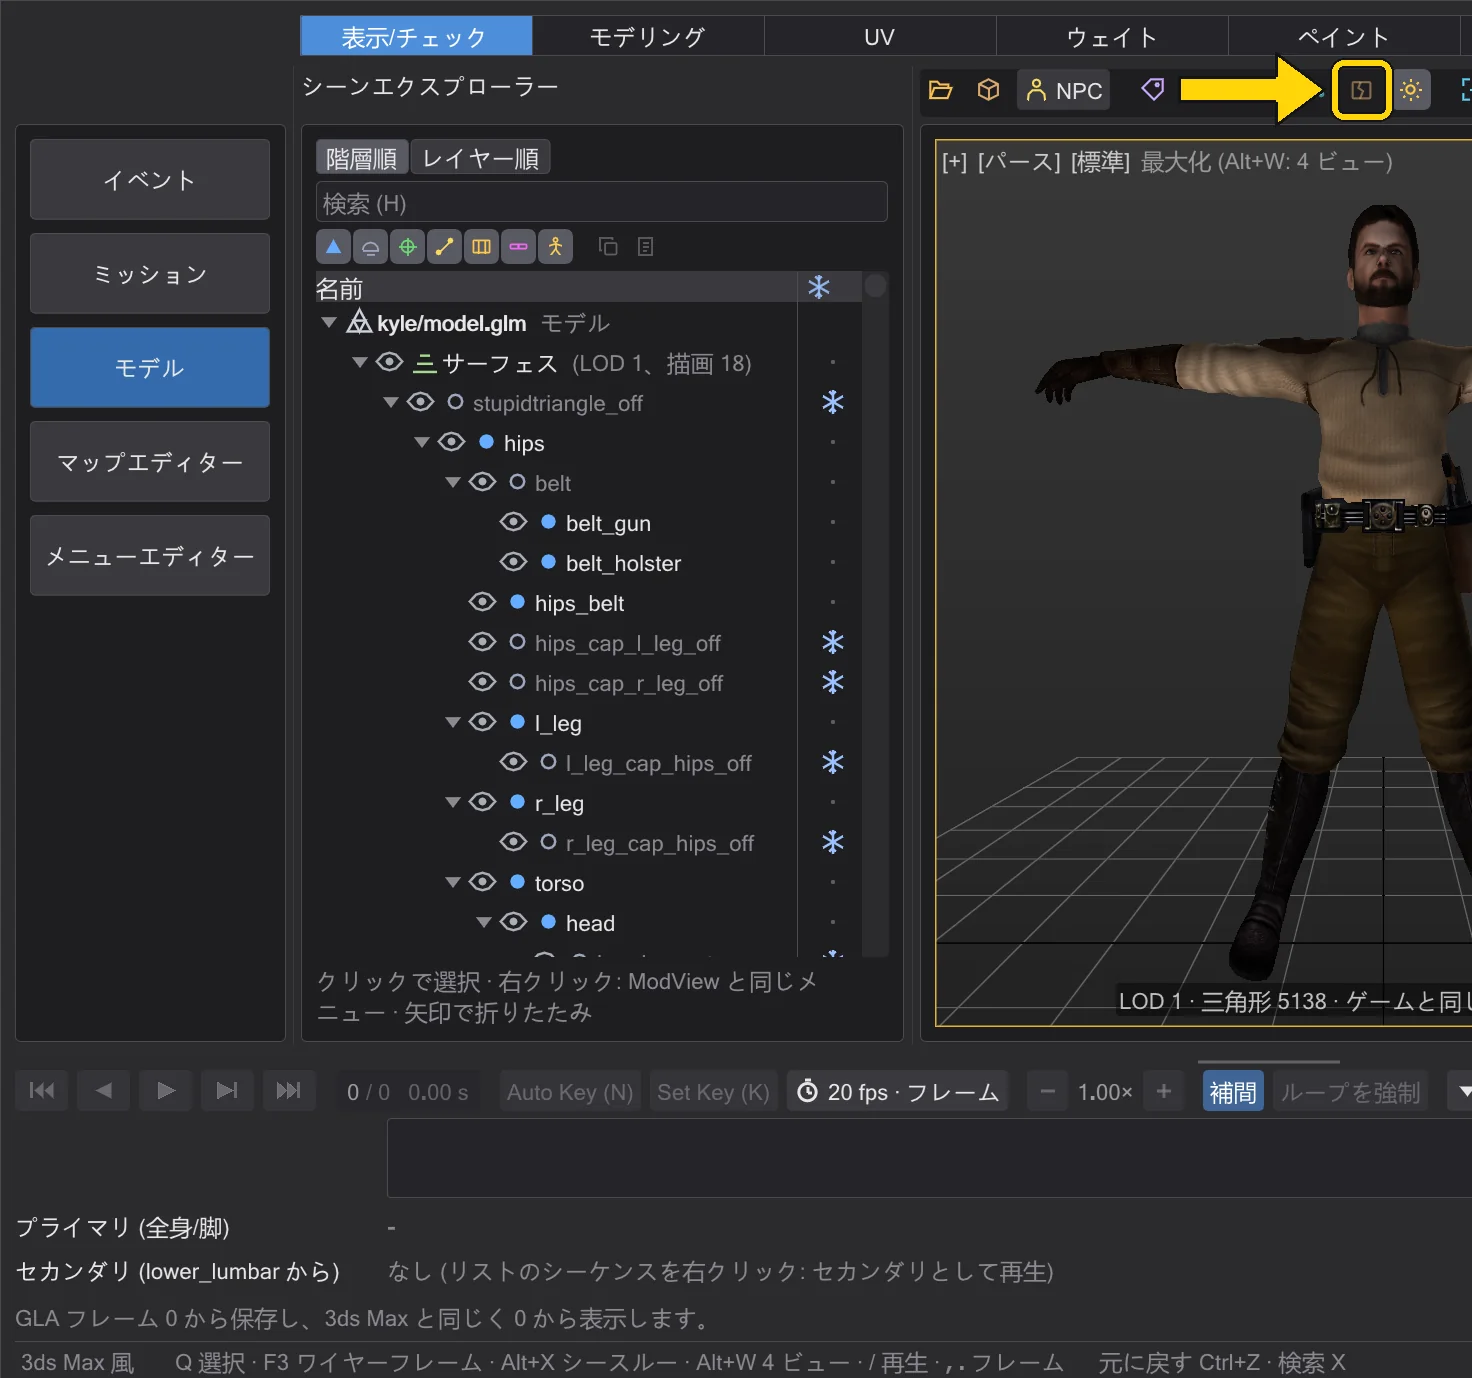 表示/チェック
モデリング
UV
ウェイト
ペイント
シーンエクスプローラー
NPC
イベント
ミッション
モデル
マップエディター
メニューエディター
階層順
レイヤー順
検索 (H)
名前
kyle/model.glm モデル
サーフェス (LOD 1、描画 18)
stupidtriangle_off
hips
belt
belt_gun
belt_holster
hips_belt
hips_cap_l_leg_off
hips_cap_r_leg_off
l_leg
l_leg_cap_hips_off
r_leg
r_leg_cap_hips_off
torso
head
クリックで選択 · 右クリック: ModView と同じメ
ニュー · 矢印で折りたたみ
[+] [パース] [標準] 最大化 (Alt+W: 4 ビュー)
LOD 1 · 三角形 5138 · ゲームと同じ
0 / 0 0.00 s
Auto Key (N)
Set Key (K)
20 fps · フレーム
− 1.00× +
補間
ループを強制
プライマリ (全身/脚) -
セカンダリ (lower_lumbar から) なし (リストのシーケンスを右クリック: セカンダリとして再生)
GLA フレーム 0 から保存し、3ds Max と同じく 0 から表示します。
3ds Max 風 Q 選択 · F3 ワイヤーフレーム · Alt+X シースルー · Alt+W 4 ビュー · / 再生 · , . フレーム 元に戻す Ctrl+Z · 検索 X